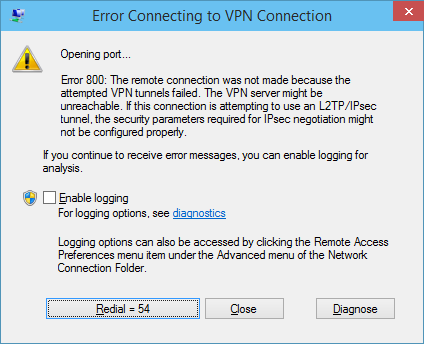 Error Connecting to VPN Connection
Opening port...
Error 800: The remote connection was not made because the
attempted VPN tunnels failed. The VPN server might be
unreachable. If this connection is attempting to use an L2TP/IPsec
tunnel, the security parameters required for IPsec negotiation might
not be configured properly.
If you continue to receive error messages, you can enable logging for
analysis.
Enable logging
For logging options, see diagnostics
Logging options can also be accessed by clicking the Remote Access
Preferences menu item under the Advanced menu of the Network
Connection Folder.
Redial = 54 Close Diagnose